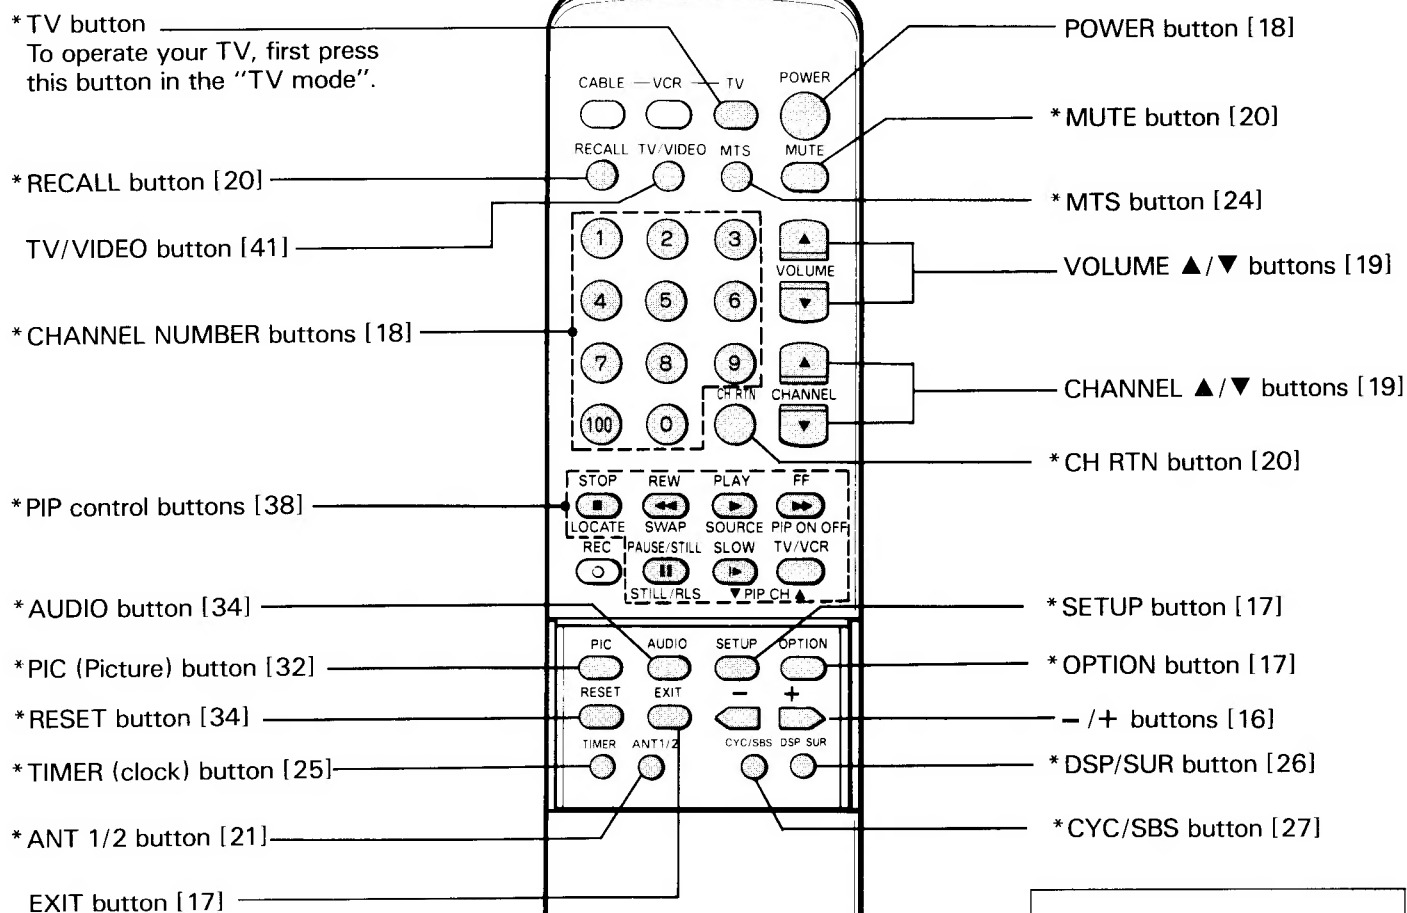 *TV button
To operate your TV, first press
this button in the "TV mode".
*RECALL button [20]
TV/VIDEO button [41]
*CHANNEL NUMBER buttons [18]
*PIP control buttons [38]
*AUDIO button [34]
*PIC (Picture) button [32]
*RESET button [34]
*TIMER (clock) button [25]
*ANT 1/2 button [21]
EXIT button [17]
CABLE — VCR — TV POWER
RECALL TV/VIDEO MTS MUTE
1 2 3 ▲
VOLUME
4 5 6 ▼
7 8 9 ▲
CH RTN CHANNEL
100 0 ▼
STOP REW PLAY FF
■ ◀◀ ▶ ▶▶
LOCATE SWAP SOURCE PIP ON OFF
REC PAUSE/STILL SLOW TV/VCR
STILL/RLS ▼ PIP CH ▲
PIC AUDIO SETUP OPTION
RESET EXIT − +
TIMER ANT1/2 CYC/SBS DSP SUR
POWER button [18]
*MUTE button [20]
*MTS button [24]
VOLUME ▲/▼ buttons [19]
CHANNEL ▲/▼ buttons [19]
*CH RTN button [20]
*SETUP button [17]
*OPTION button [17]
−/+ buttons [16]
*DSP/SUR button [26]
*CYC/SBS button [27]